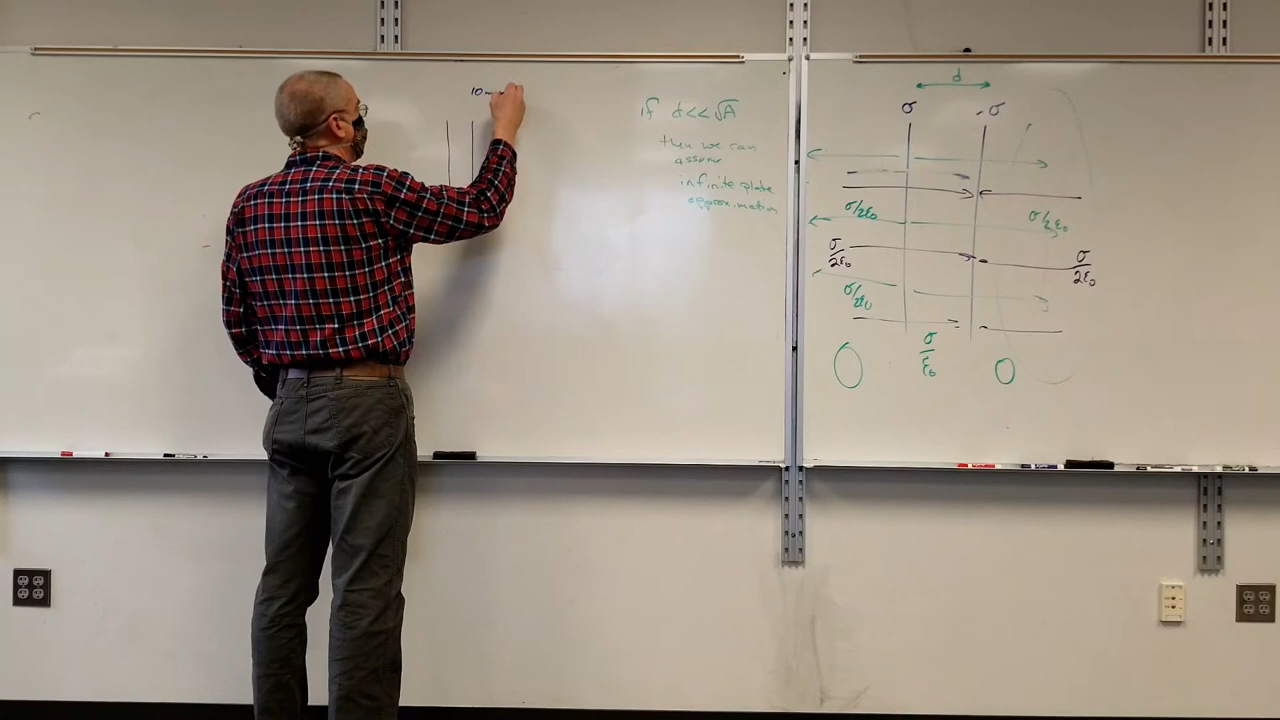 10 m
if d << √A
then we can
assume
infinite plate
approximation
d
σ
-σ
σ/2ε₀
σ/2ε₀
σ/2ε₀
σ/2ε₀
σ/2ε₀
0
σ/ε₀
0